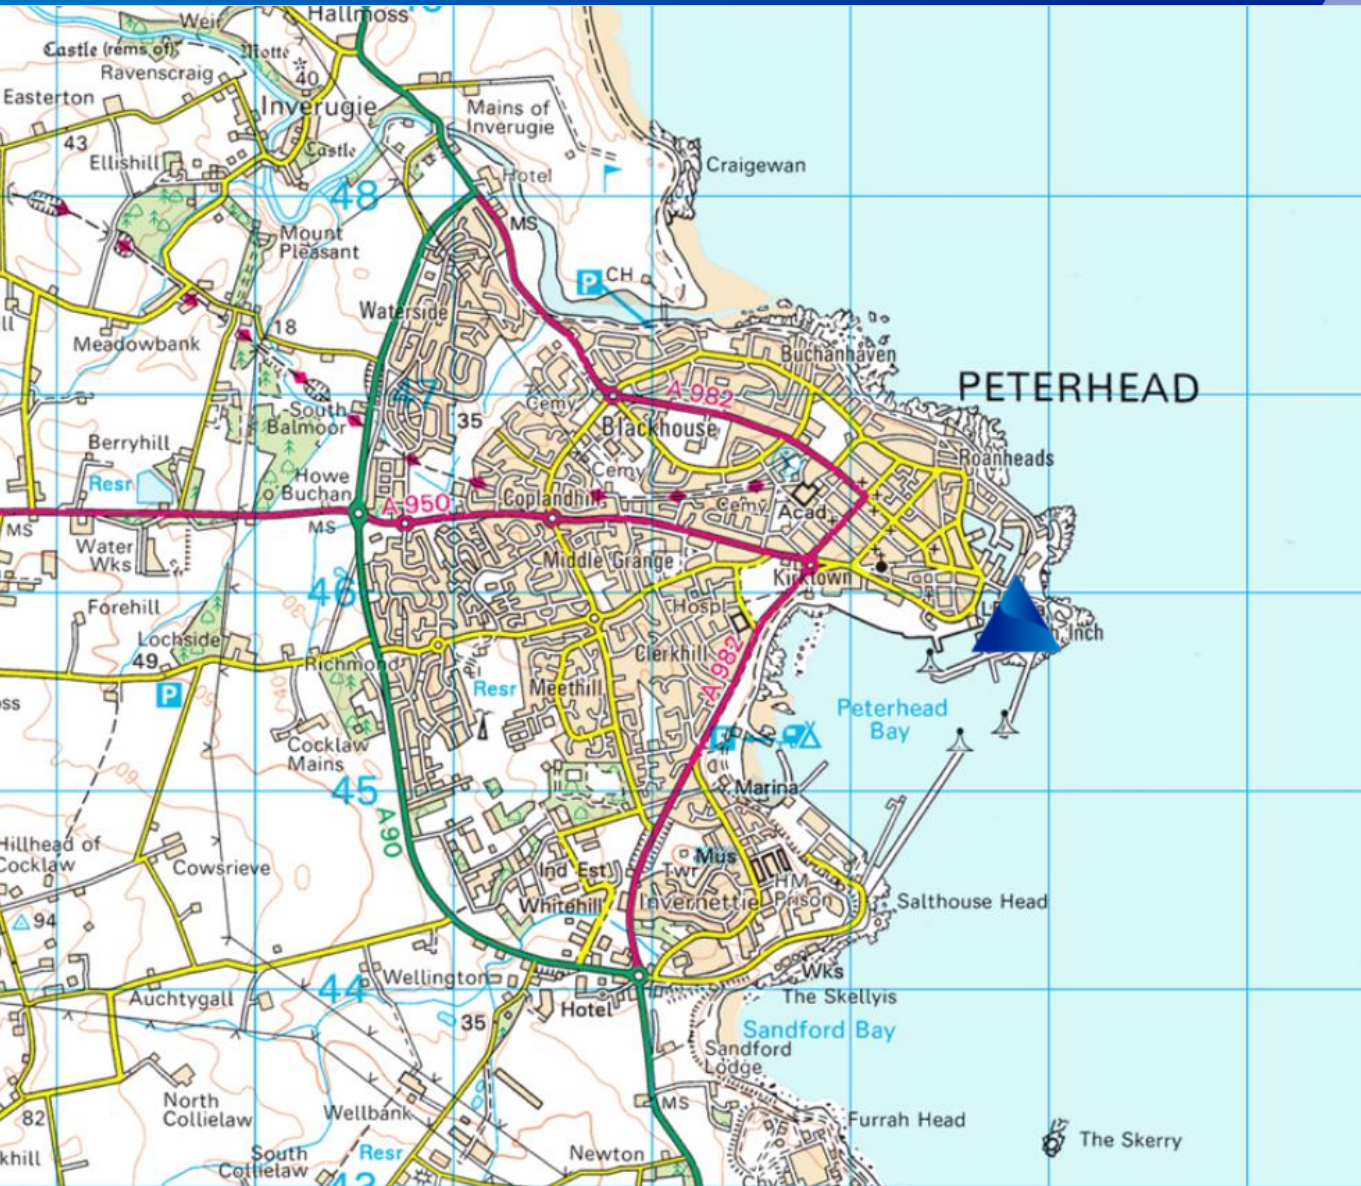 Weir
Hallmoss
Castle (rems of)
Motte
Ravenscraig
40
Easterton
Inverugie
Mains of
Inverugie
43
Castle
Ellishill
Craigewan
Hotel
48
MS
Mount
Pleasant
P
CH
Waterside
18
Meadowbank
Buchanhaven
PETERHEAD
47
A 982
Cemy
South
Balmoor
35
Blackhouse
Berryhill
Roanheads
Cemy
Howe
o' Buchan
Resr
A 950
Coplandhill
Cemy
Acad
MS
MS
Water
Wks
Middle Grange
Kirktown
46
Forehill
Hospl
Inch
Lochside
49
Richmond
Clerkhill
A 982
P
Resr
Meethill
Peterhead
Bay
Cocklaw
Mains
60
45
Marina
A90
Hillhead of
Cocklaw
Cowsrieve
Ind Est
Mus
Twr
HM
Prison
Whitehill
Invernettie
Salthouse Head
94
Wellington
Wks
44
Auchtygall
Hotel
The Skellyis
35
Sandford Bay
Sandford
Lodge
North
Collielaw
MS
82
Wellbank
Furrah Head
The Skerry
South
Collielaw
Resr
Newton
43